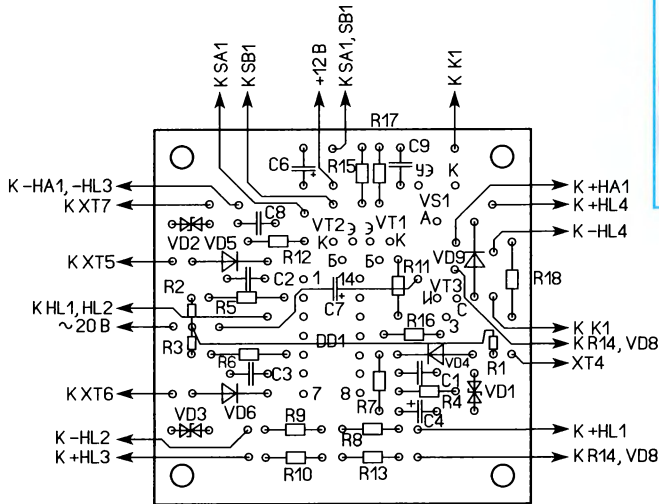 К SA1
К SB1
+12 В
К SA1, SB1
К К1
R17
C6
R15
C9
УЭ
К
К -HA1, -HL3
К XT7
К +HA1
К +HL4
К -HL4
C8
VS1
А
VD2
VD5
R12
VT2
Э
Э
VT1
К
К
VD9
R18
К XT5
Б
Б
R11
VT3
C2
1
14
R2
R5
C7
И
С
К HL1, HL2
~20 В
К К1
К R14, VD8
XT4
R16
З
DD1
R3
R6
VD4
R1
C3
C1
R4
VD1
К XT6
VD6
7
8
R7
C4
VD3
R9
R8
К -HL2
К +HL1
К +HL3
R10
R13
К R14, VD8